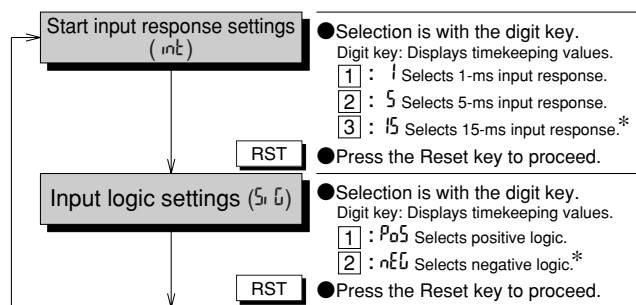 Start input response settings
( int )
●Selection is with the digit key.
Digit key: Displays timekeeping values.
1 : 1 Selects 1-ms input response.
2 : 5 Selects 5-ms input response.
3 : 15 Selects 15-ms input response.*
RST
●Press the Reset key to proceed.
Input logic settings (SiG)
●Selection is with the digit key.
Digit key: Displays timekeeping values.
1 : PoS Selects positive logic.
2 : nEG Selects negative logic.*
RST
●Press the Reset key to proceed.